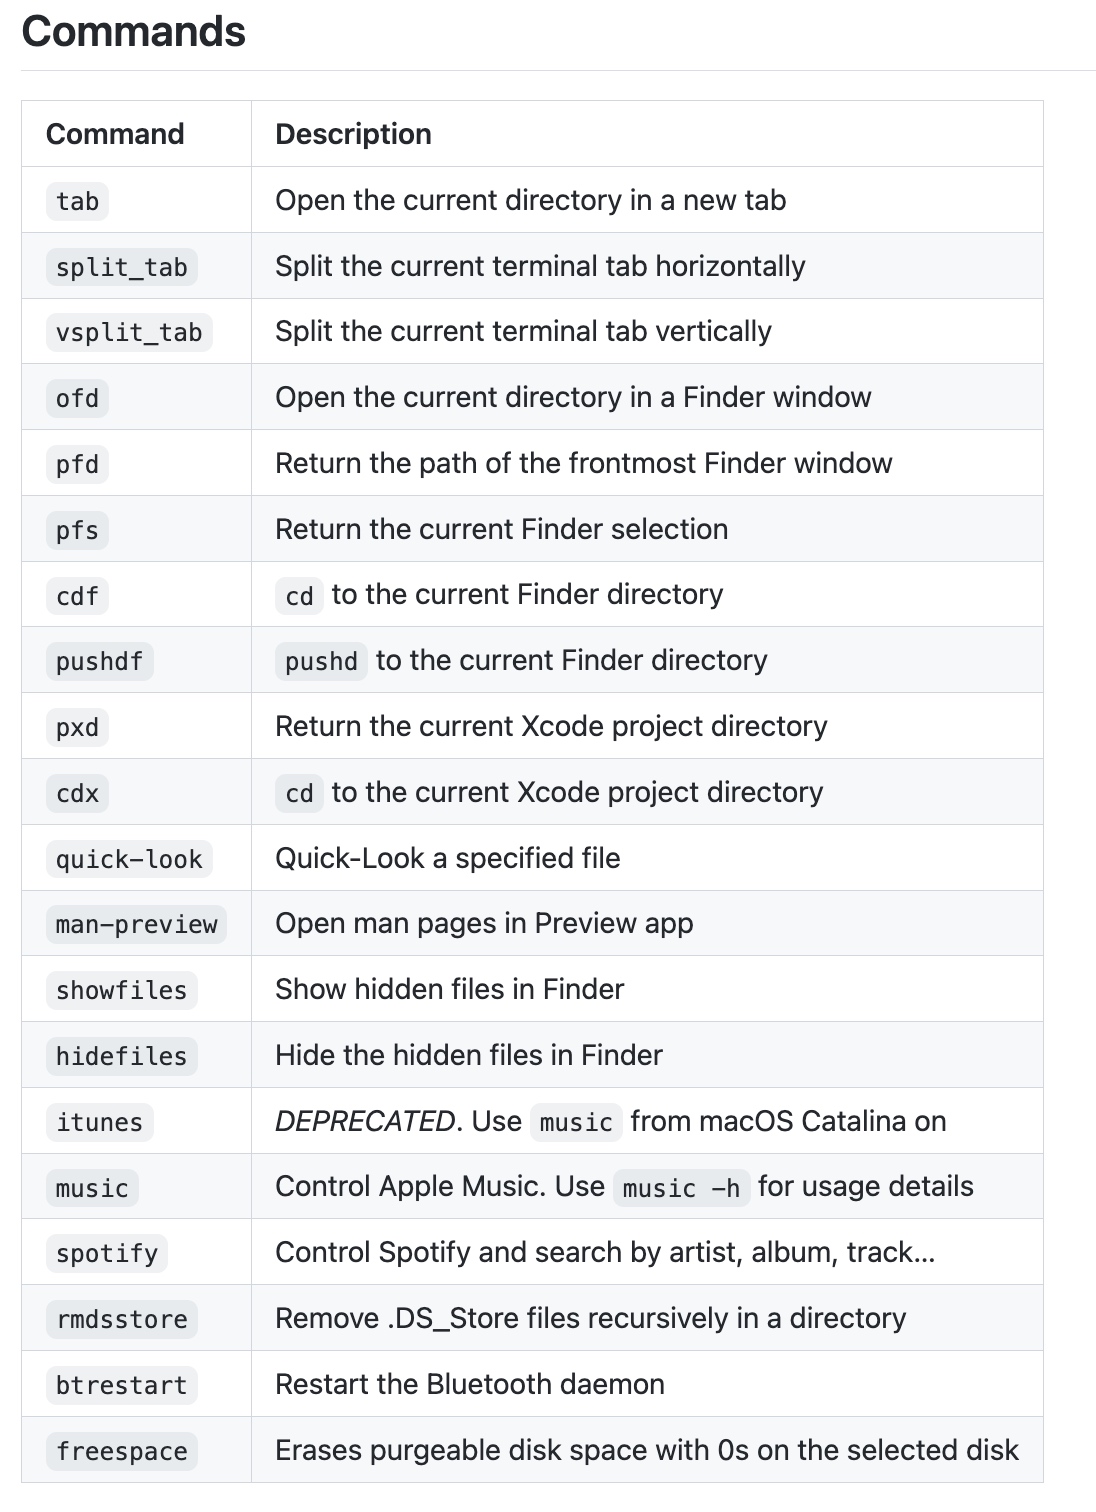 Commands
Command Description
tab Open the current directory in a new tab
split_tab Split the current terminal tab horizontally
vsplit_tab Split the current terminal tab vertically
ofd Open the current directory in a Finder window
pfd Return the path of the frontmost Finder window
pfs Return the current Finder selection
cdf cd to the current Finder directory
pushdf pushd to the current Finder directory
pxd Return the current Xcode project directory
cdx cd to the current Xcode project directory
quick-look Quick-Look a specified file
man-preview Open man pages in Preview app
showfiles Show hidden files in Finder
hidefiles Hide the hidden files in Finder
itunes DEPRECATED. Use music from macOS Catalina on
music Control Apple Music. Use music -h for usage details
spotify Control Spotify and search by artist, album, track...
rmdsstore Remove .DS_Store files recursively in a directory
btrestart Restart the Bluetooth daemon
freespace Erases purgeable disk space with 0s on the selected disk